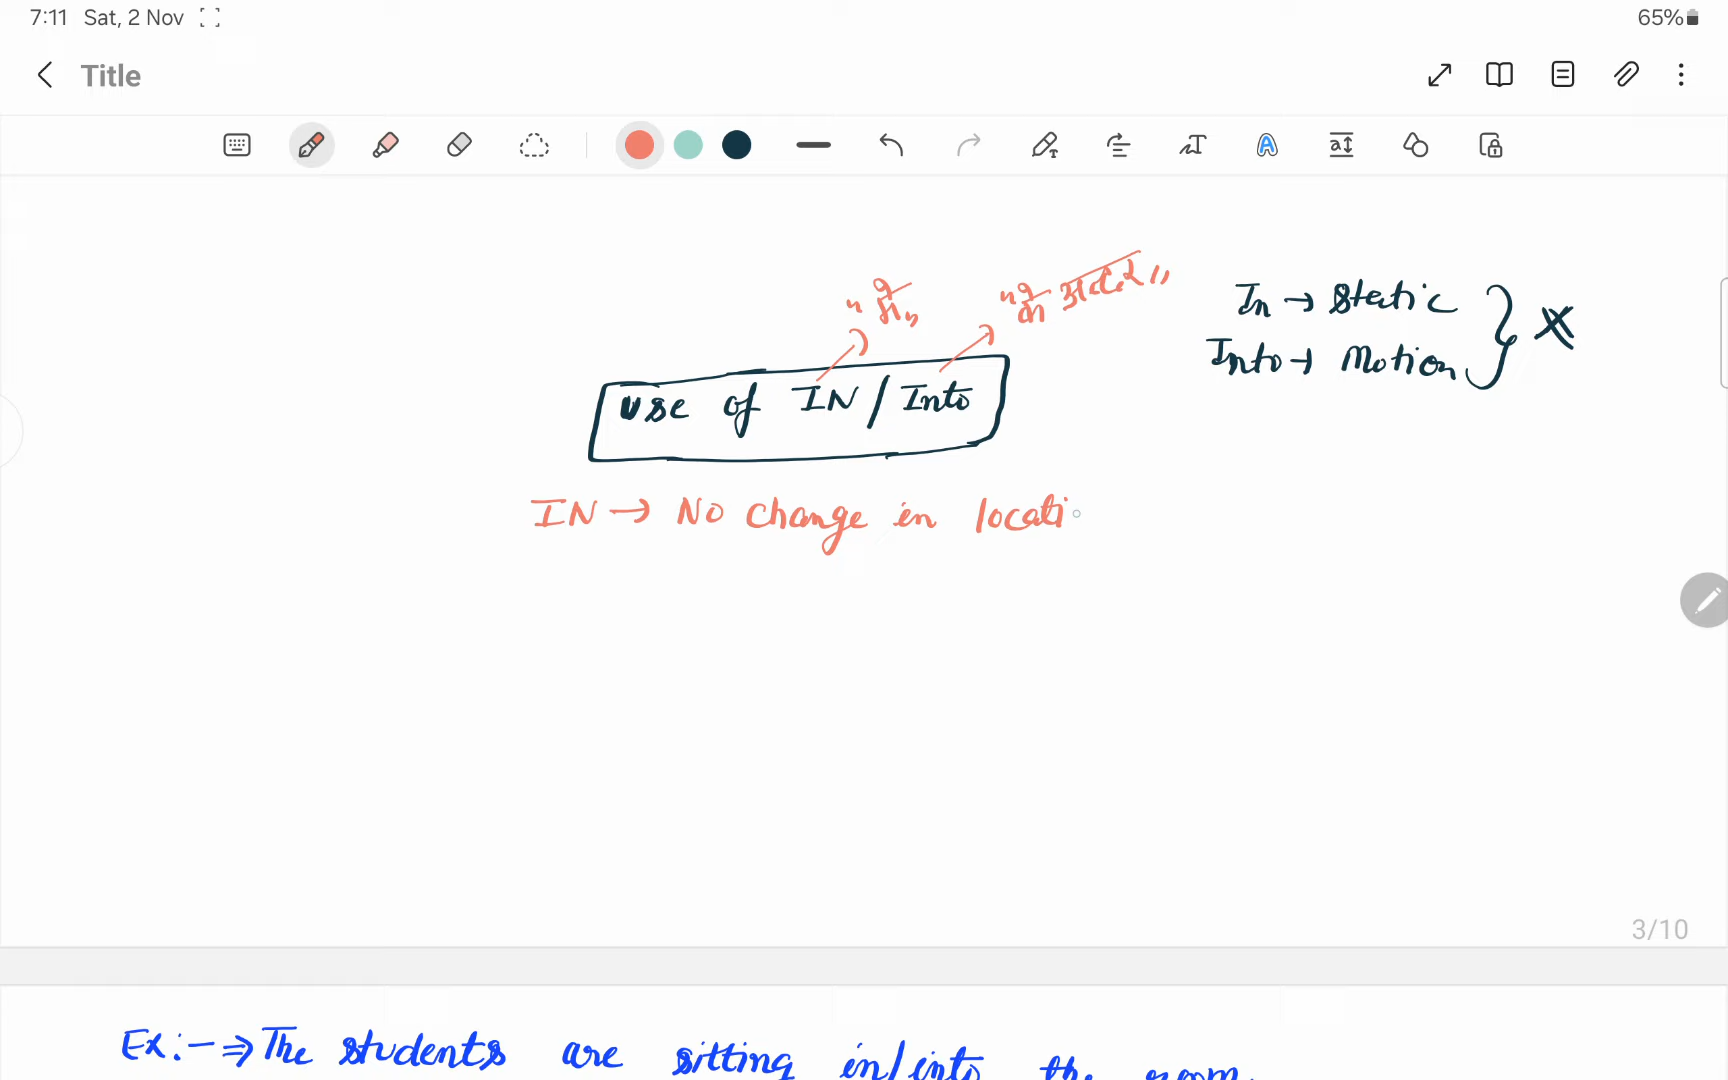 7:11 Sat, 2 Nov
65%
Title
"में"
"में अंदर"
In → Static
Into → Motion
use of IN / Into
IN → No change in locati
3/10
Ex:- ⇒ The students are sitting in/into the room.